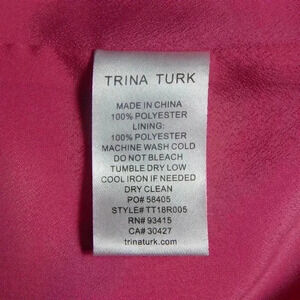 TRINA TURK
MADE IN CHINA
100% POLYESTER
LINING:
100% POLYESTER
MACHINE WASH COLD
DO NOT BLEACH
TUMBLE DRY LOW
COOL IRON IF NEEDED
DRY CLEAN
PO# 58405
STYLE# TT18R005
RN# 93415
CA# 30427
trinaturk.com